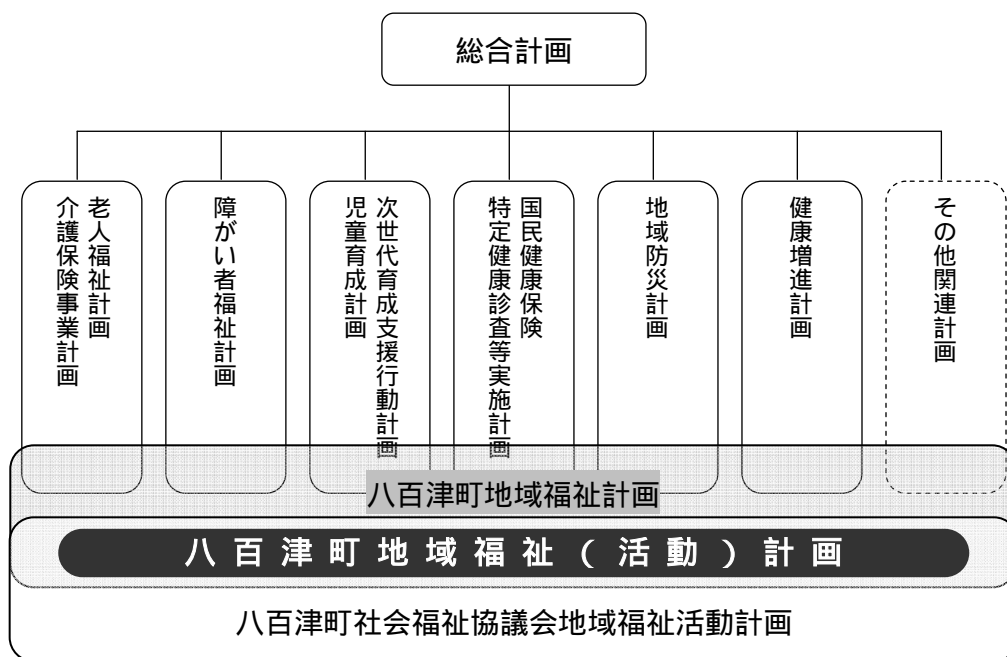 総合計画
老人福祉計画
介護保険事業計画
障がい者福祉計画
次世代育成支援行動計画
児童育成計画
国民健康保険
特定健康診査等実施計画
地域防災計画
健康増進計画
その他関連計画
八百津町地域福祉計画
八百津町地域福祉（活動）計画
八百津町社会福祉協議会地域福祉活動計画